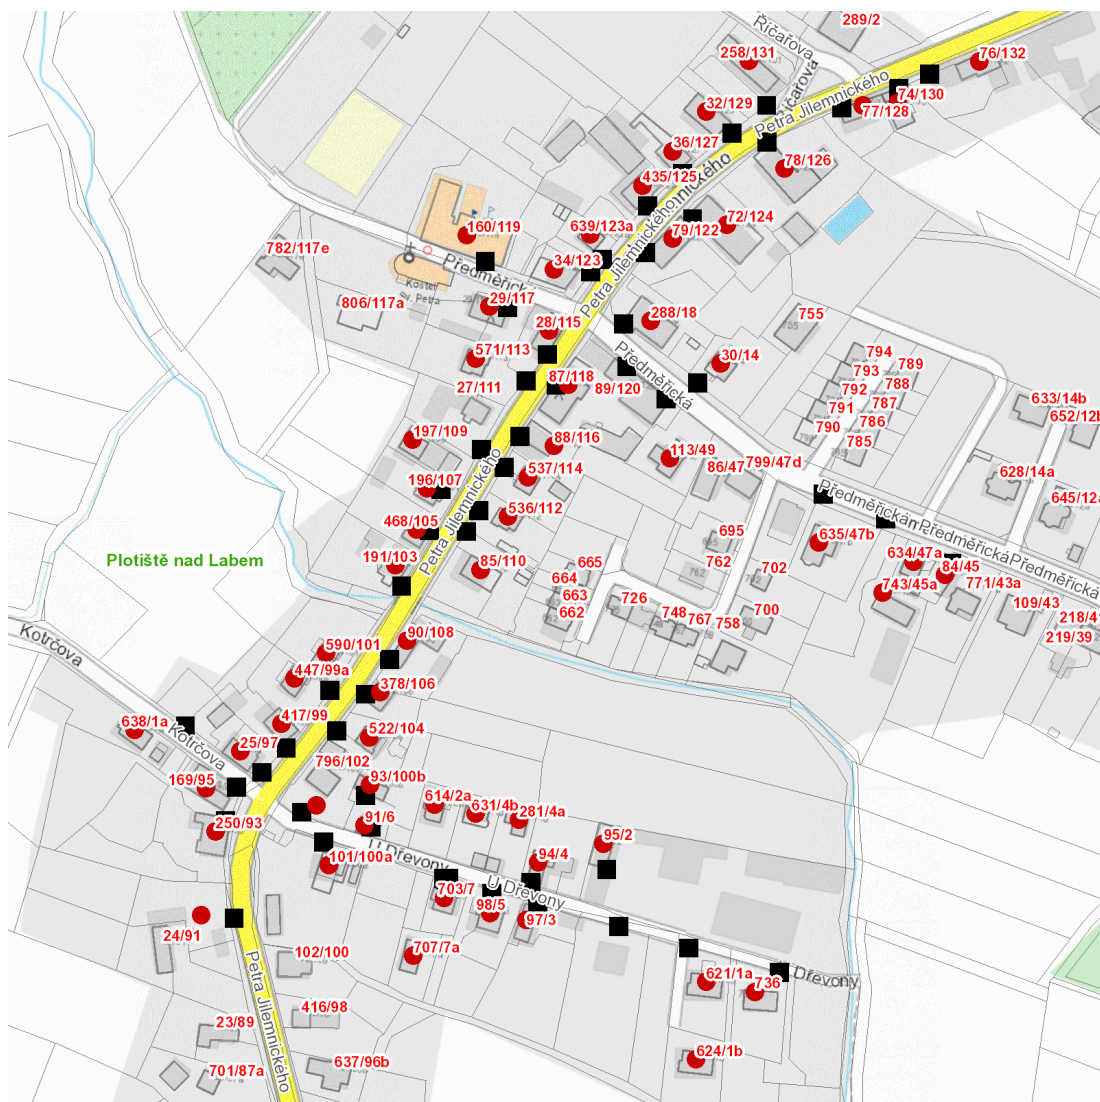 289/2
Říčařova
258/131
76/132
Říčařova
32/129
74/130
77/128
Petra Jilemnického
36/127
78/126
435/125
72/124
639/123a
160/119
79/122
782/117e
34/123
Předměřická
Petra Jilemnického
Kostel
sv. Petra
806/117a
29/117
288/18
28/115
755
571/113
Předměřická
30/14
794
793
789
792
788
791
787
790
786
785
27/111
87/118
89/120
633/14b
652/12b
197/109
88/116
113/49
86/47
799/47d
628/14a
196/107
537/114
Petra Jilemnického
Předměřická
Předměřická
Předměřická
645/12a
468/105
536/112
695
635/47b
Plotiště nad Labem
191/103
85/110
665
664
663
662
762
702
634/47a
84/45
743/45a
771/43a
109/43
218/41
219/39
726
748
767
758
700
Kotrčova
90/108
590/101
447/99a
378/106
638/1a
417/99
Kotrčova
25/97
522/104
796/102
169/95
93/100b
614/2a
631/4b
281/4a
250/93
91/6
95/2
101/100a
U Dřevony
94/4
703/7
U Dřevony
98/5
97/3
24/91
102/100
707/7a
Petra Jilemnického
621/1a
736
U Dřevony
416/98
23/89
701/87a
637/96b
624/1b